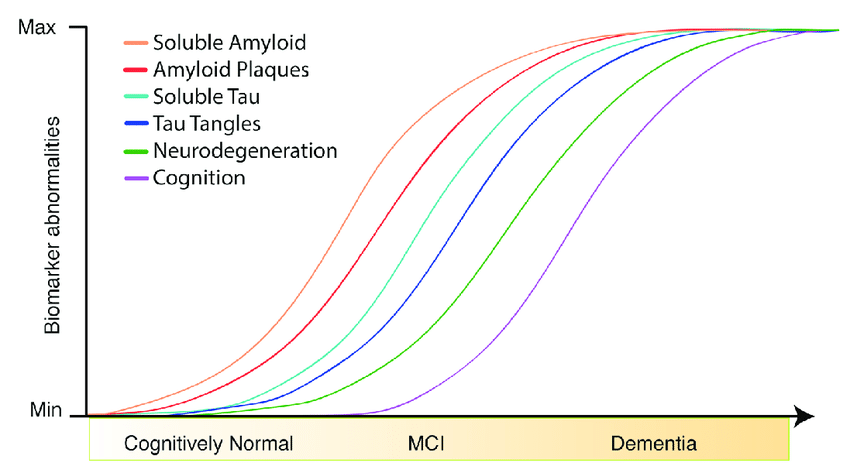 Max
Soluble Amyloid
Amyloid Plaques
Soluble Tau
Tau Tangles
Neurodegeneration
Cognition
Biomarker abnormalities
Min
Cognitively Normal MCI Dementia